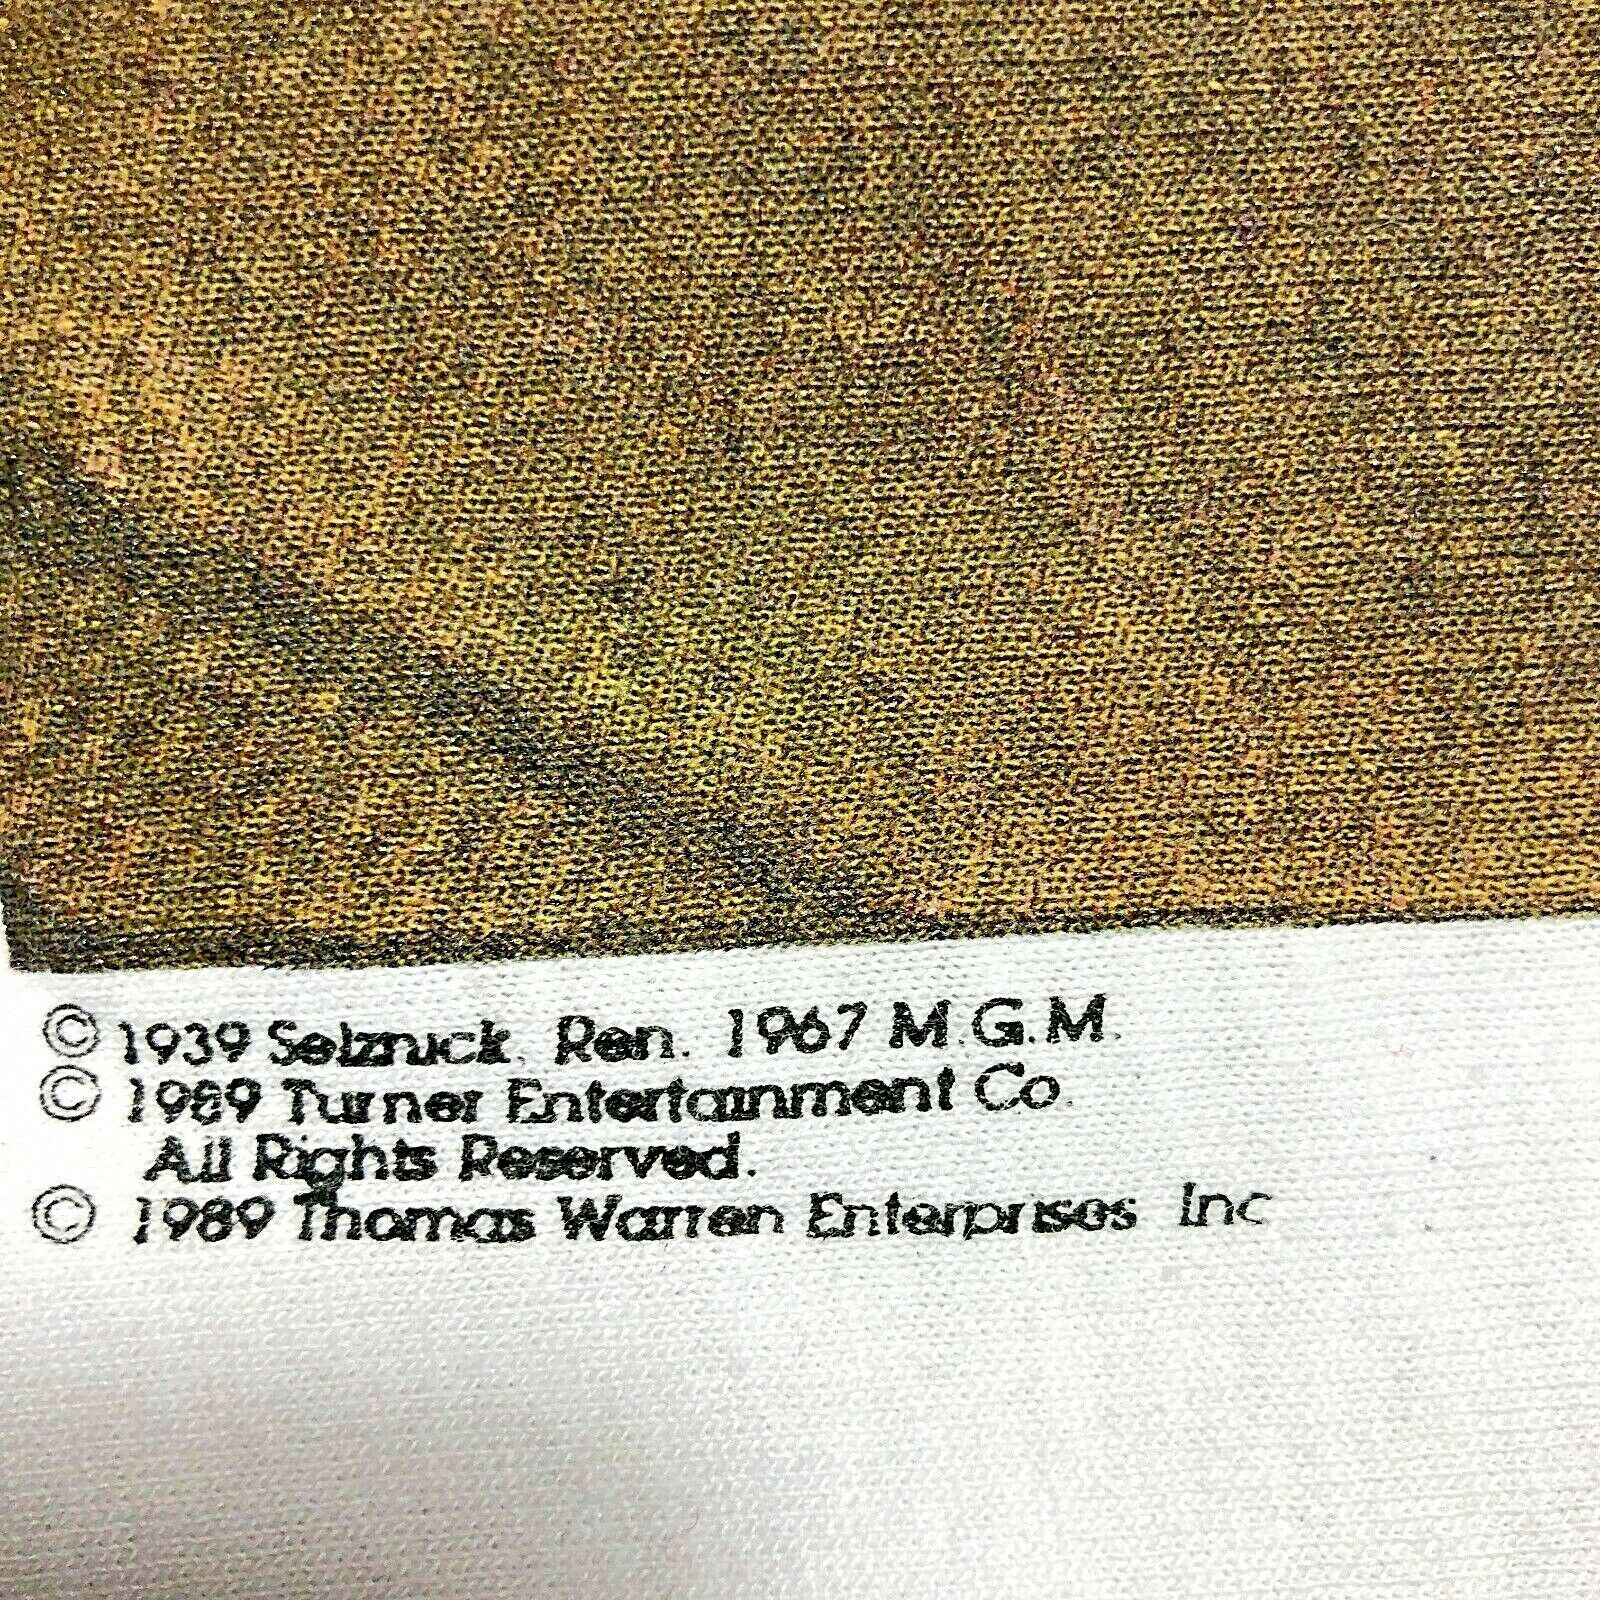 © 1939 Selznick. Ren. 1967 M.G.M.
© 1989 Turner Entertainment Co.
All Rights Reserved.
© 1989 Thomas Warren Enterprises Inc